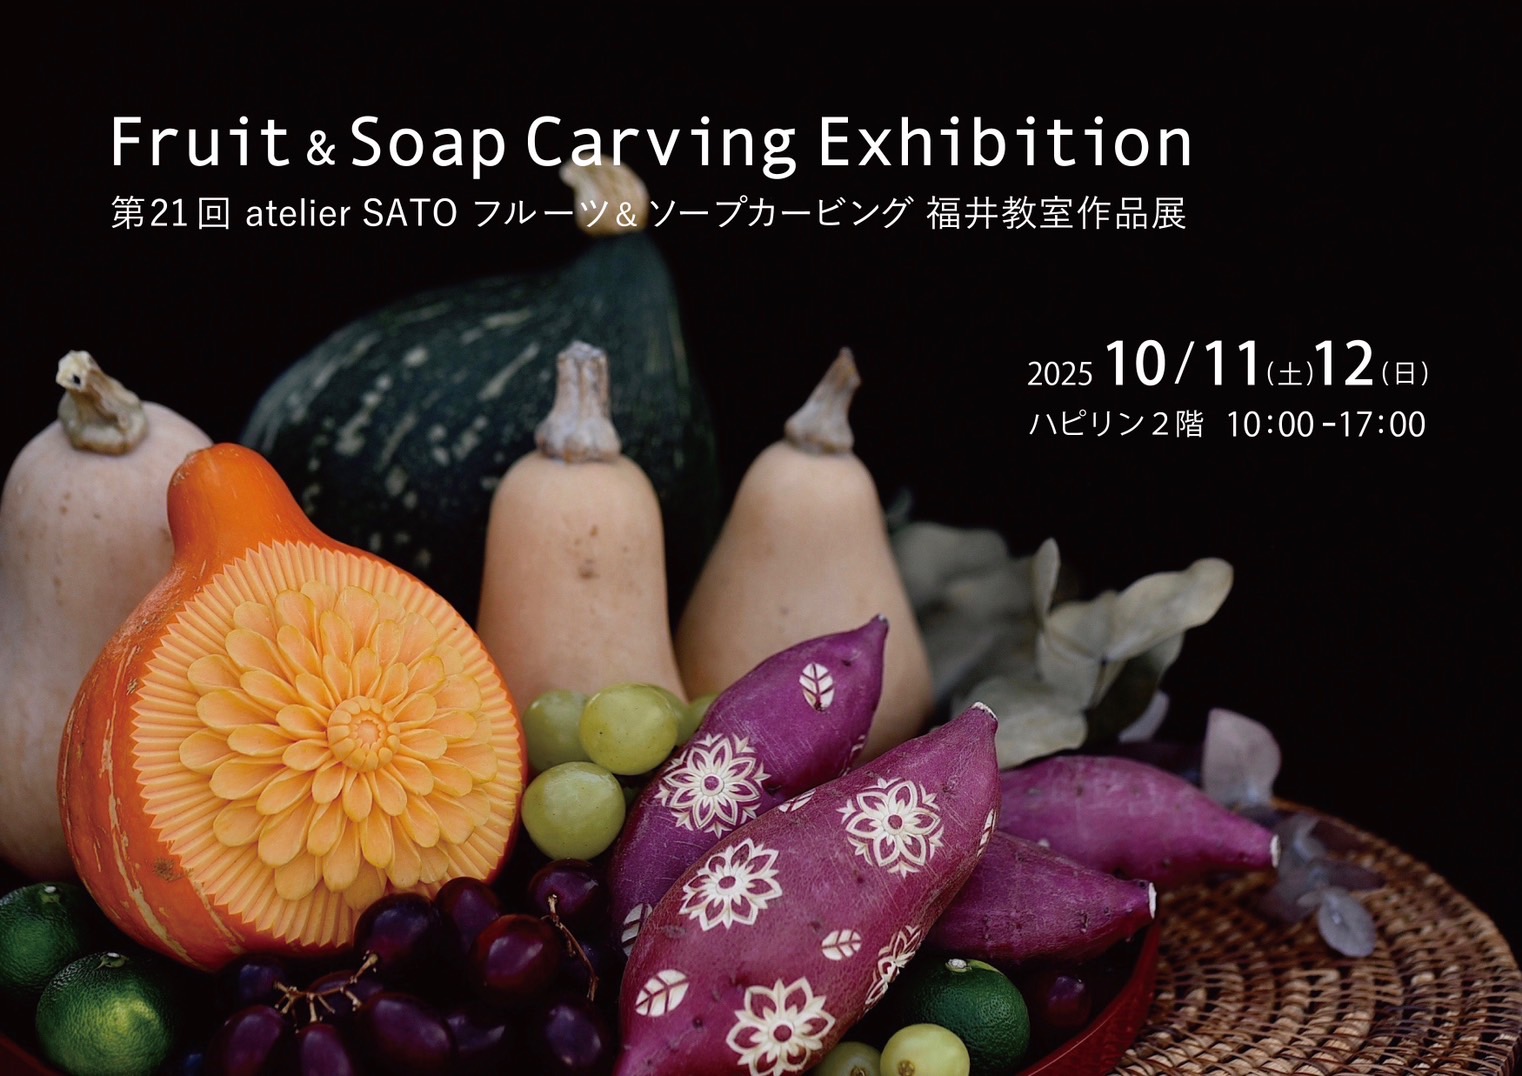 Fruit & Soap Carving Exhibition
第21回 atelier SATO フルーツ&ソープカービング 福井教室作品展
2025 10/11(土)12(日)
ハピリン2階 10:00-17:00